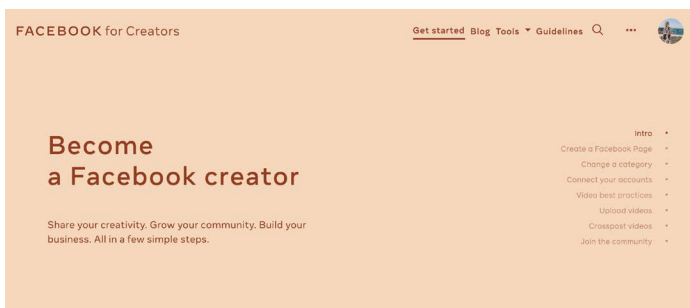 FACEBOOK for Creators
Get started Blog Tools Guidelines
Become
a Facebook creator
Share your creativity. Grow your community. Build your
business. All in a few simple steps.
Intro
Create a Facebook Page
Change a category
Connect your accounts
Video best practices
Upload videos
Crosspost videos
Join the community